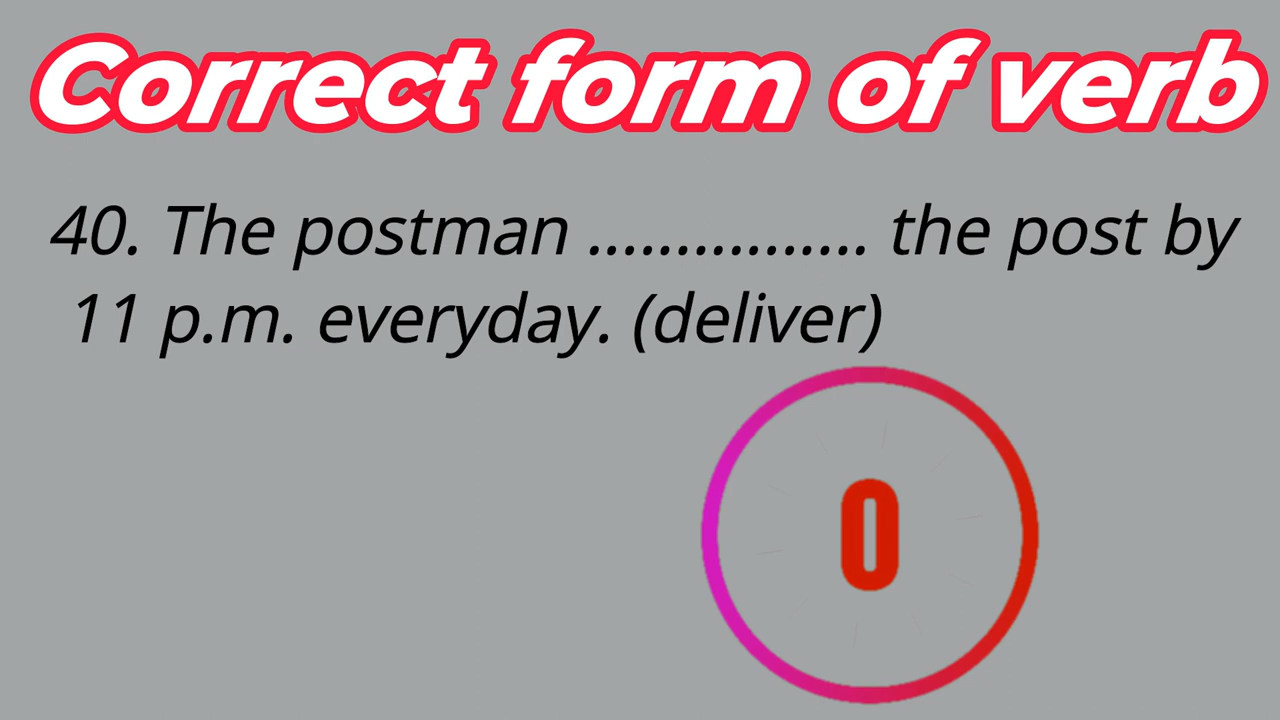 Correct form of verb
40. The postman ............... the post by
11 p.m. everyday. (deliver)
0